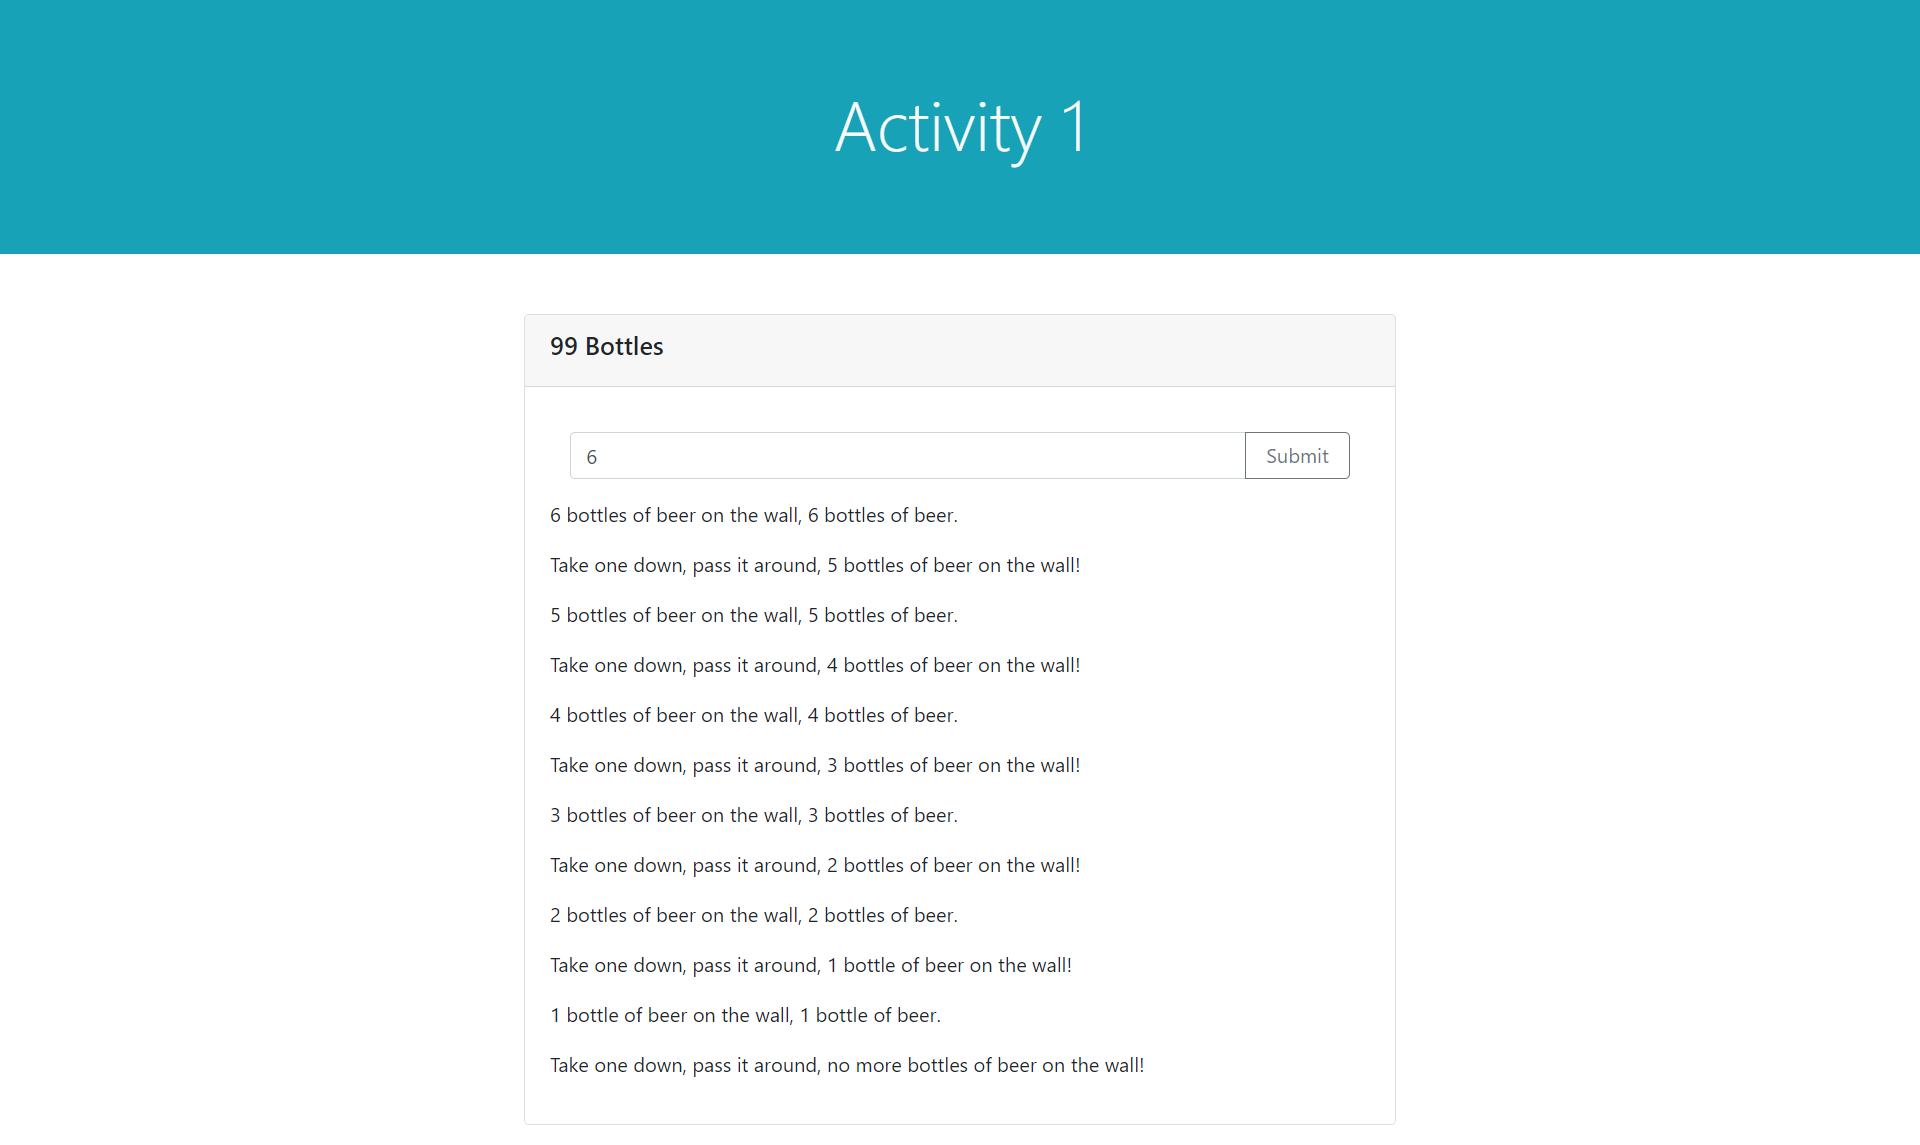 Activity 1
99 Bottles
6
Submit
6 bottles of beer on the wall, 6 bottles of beer.
Take one down, pass it around, 5 bottles of beer on the wall!
5 bottles of beer on the wall, 5 bottles of beer.
Take one down, pass it around, 4 bottles of beer on the wall!
4 bottles of beer on the wall, 4 bottles of beer.
Take one down, pass it around, 3 bottles of beer on the wall!
3 bottles of beer on the wall, 3 bottles of beer.
Take one down, pass it around, 2 bottles of beer on the wall!
2 bottles of beer on the wall, 2 bottles of beer.
Take one down, pass it around, 1 bottle of beer on the wall!
1 bottle of beer on the wall, 1 bottle of beer.
Take one down, pass it around, no more bottles of beer on the wall!